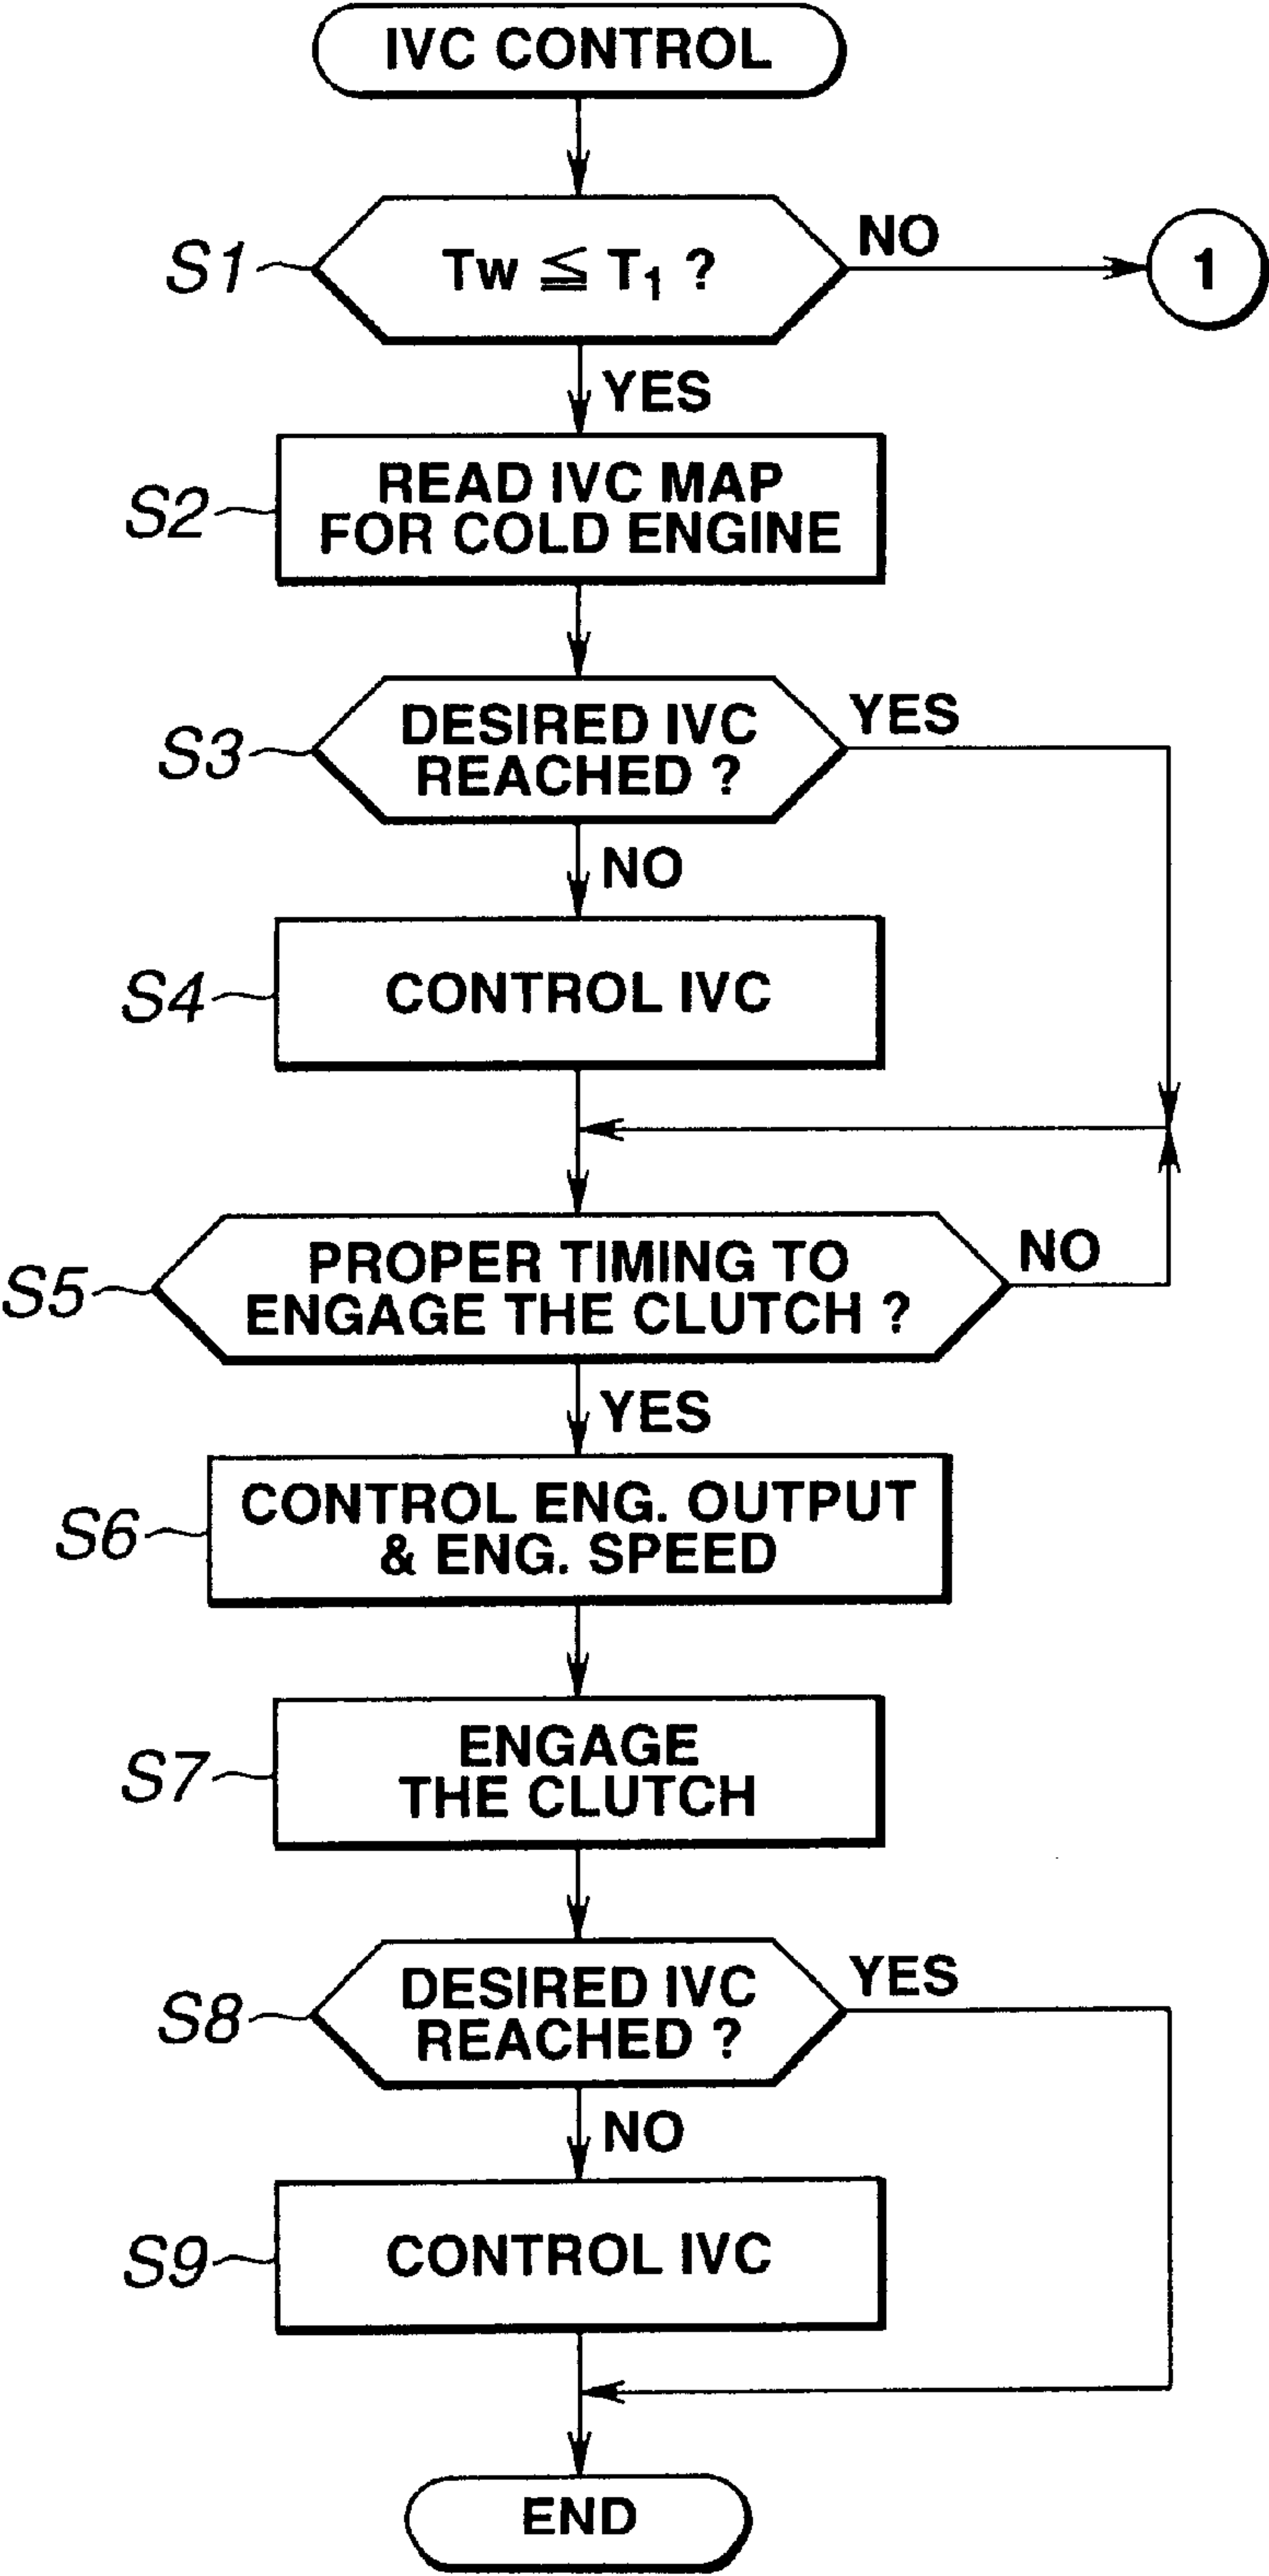 IVC CONTROL
S1
Tw ≦ T1 ?
NO
1
YES
S2
READ IVC MAP
FOR COLD ENGINE
S3
DESIRED IVC
REACHED ?
YES
NO
S4
CONTROL IVC
S5
PROPER TIMING TO
ENGAGE THE CLUTCH ?
NO
YES
S6
CONTROL ENG. OUTPUT
& ENG. SPEED
S7
ENGAGE
THE CLUTCH
S8
DESIRED IVC
REACHED ?
YES
NO
S9
CONTROL IVC
END